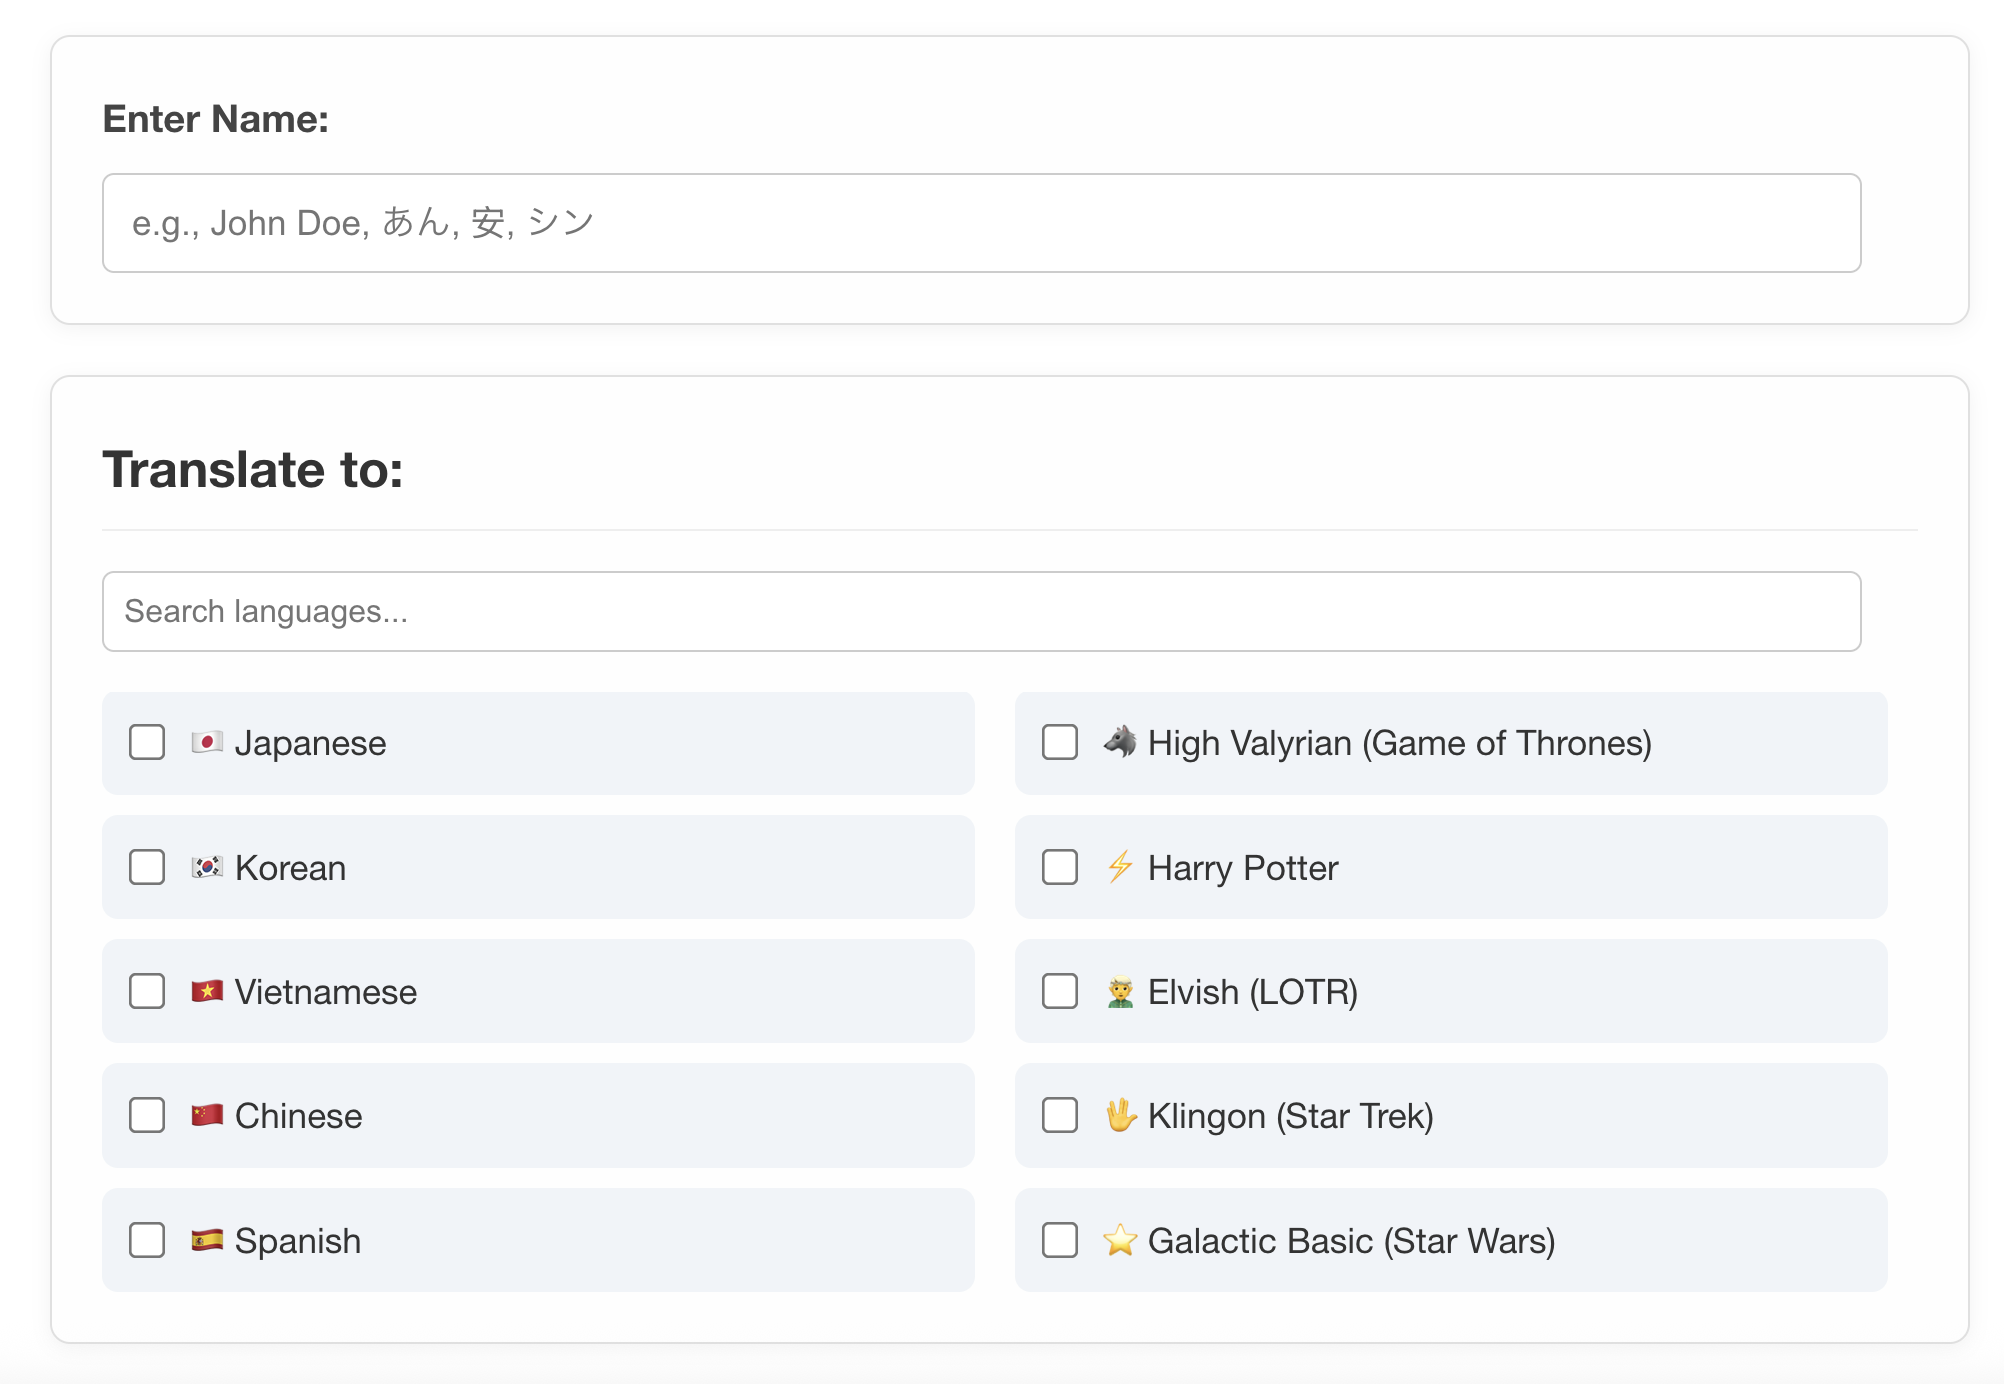 Enter Name:
e.g., John Doe, あん, 安, シン
Translate to:
Search languages...
🇯🇵 Japanese
🐺 High Valyrian (Game of Thrones)
🇰🇷 Korean
⚡ Harry Potter
🇻🇳 Vietnamese
🧝 Elvish (LOTR)
🇨🇳 Chinese
🖖 Klingon (Star Trek)
🇪🇸 Spanish
⭐ Galactic Basic (Star Wars)